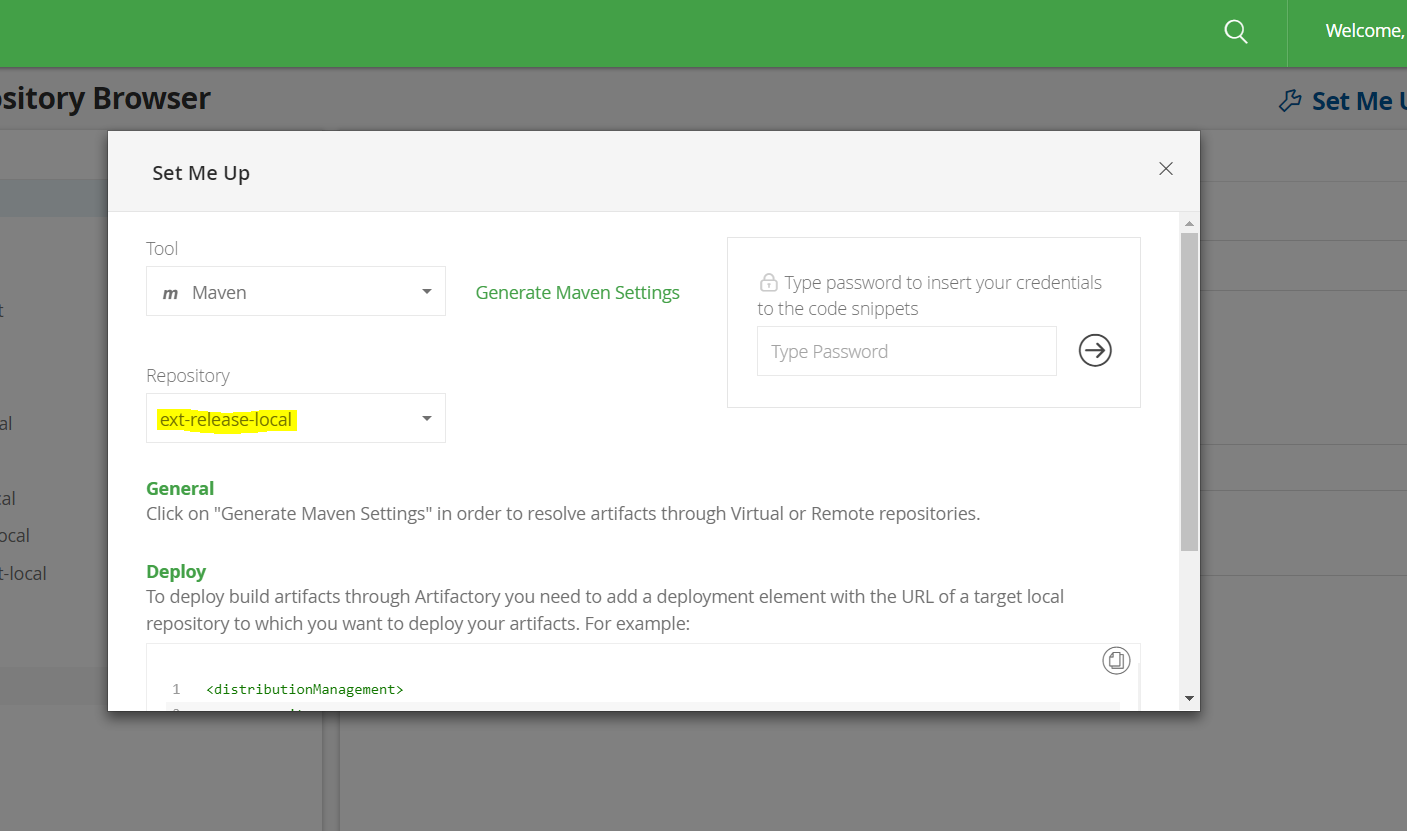 Welcome,
sitory Browser
Set Me U
Set Me Up
Tool
m Maven
Generate Maven Settings
Type password to insert your credentials
to the code snippets
Type Password
Repository
ext-release-local
General
Click on "Generate Maven Settings" in order to resolve artifacts through Virtual or Remote repositories.
Deploy
To deploy build artifacts through Artifactory you need to add a deployment element with the URL of a target local
repository to which you want to deploy your artifacts. For example:
1 <distributionManagement>
t
al
al
ocal
t-local